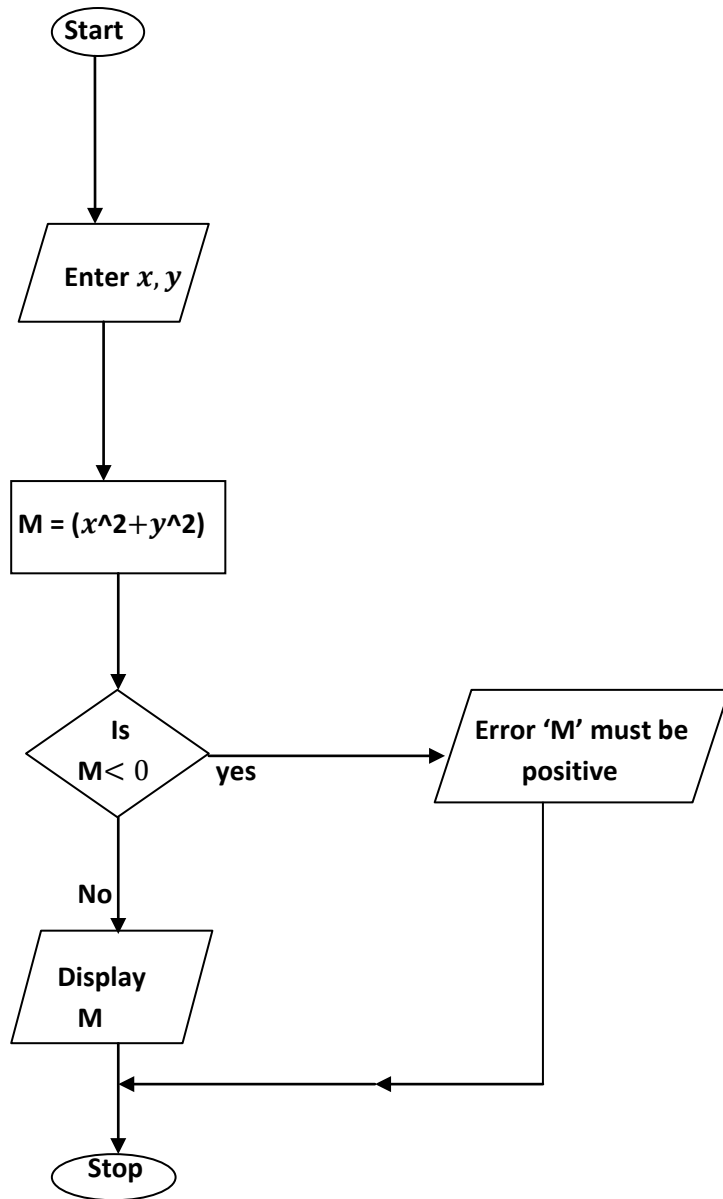 Start
Enter x, y
M = (x^2+y^2)
Is
M< 0
yes
Error ‘M’ must be
positive
No
Display
M
Stop